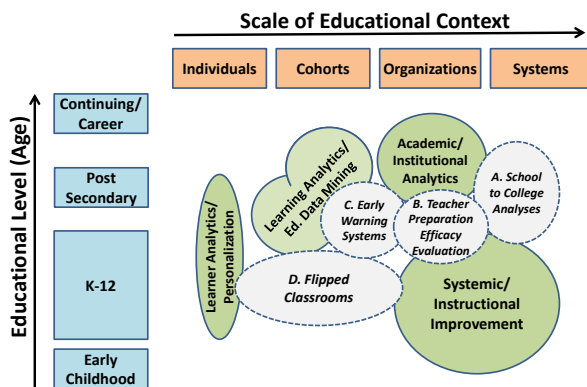 Scale of Educational Context
Individuals
Cohorts
Organizations
Systems
Educational Level (Age)
Continuing/
Career
Post
Secondary
K-12
Early
Childhood
Learner Analytics/
Personalization
Learning Analytics/
Ed. Data Mining
Academic/
Institutional
Analytics
A. School
to College
Analyses
C. Early
Warning
Systems
B. Teacher
Preparation
Efficacy
Evaluation
D. Flipped
Classrooms
Systemic/
Instructional
Improvement